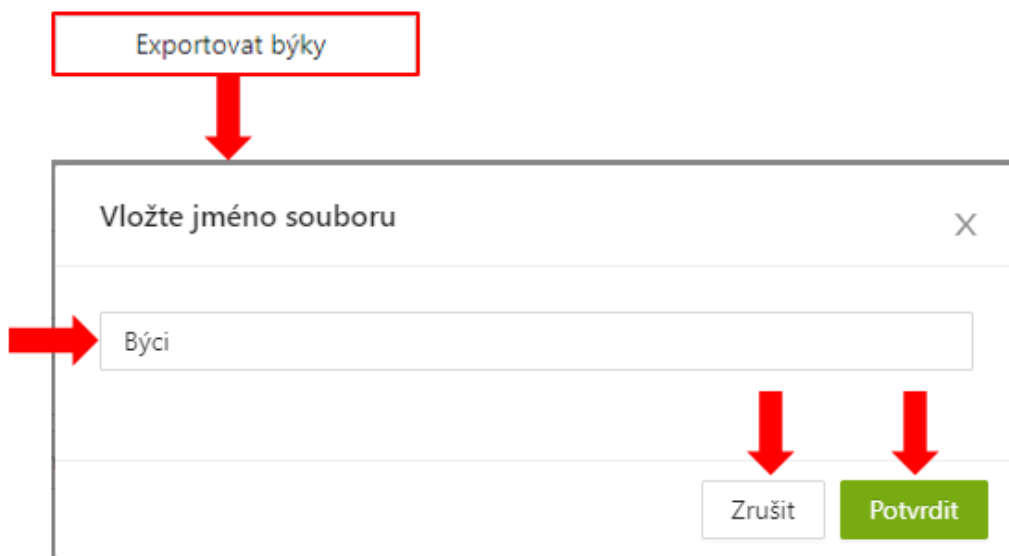 Exportovat býky
Vložte jméno souboru
X
Býci
Zrušit Potvrdit